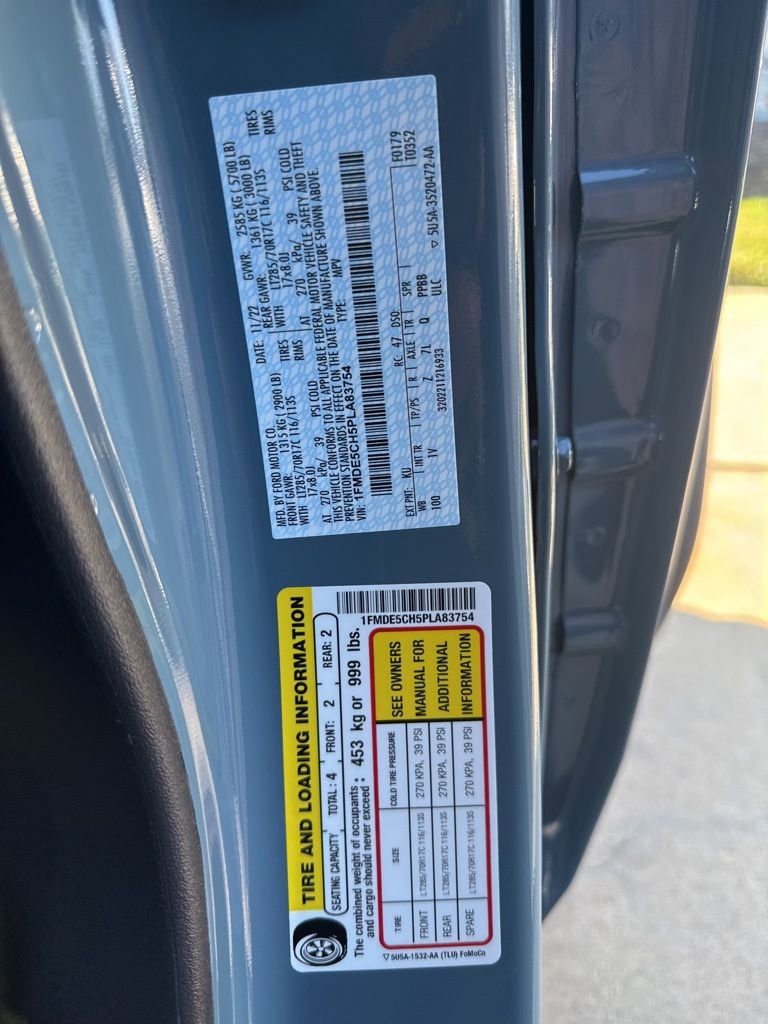 MFD. BY FORD MOTOR CO.
DATE: 11/22 GVWR: 2585 KG ( 5700 LB)
FRONT GAWR: 1315 KG ( 2900 LB) REAR GAWR: 1361 KG ( 3000 LB)
WITH LT285/70R17C 116/113S TIRES WITH LT285/70R17C 116/113S TIRES
17x8.0J RIMS 17x8.0J RIMS
AT 270 kPa/ 39 PSI COLD AT 270 kPa/ 39 PSI COLD
THIS VEHICLE CONFORMS TO ALL APPLICABLE FEDERAL MOTOR VEHICLE SAFETY AND THEFT
PREVENTION STANDARDS IN EFFECT ON THE DATE OF MANUFACTURE SHOWN ABOVE.
VIN: 1FMDE5CH5PLA83754 TYPE: MPV
F0179
T0352
EXT PNT: KU RC: 47 DSO:
WB INT TR TP/PS R AXLE TR SPR
100 1V Z 7L Q PPBB
ULC
3202211216933 ▽ 5U5A-3520472-AA
TIRE AND LOADING INFORMATION
SEATING CAPACITY TOTAL: 4 FRONT: 2 REAR: 2
The combined weight of occupants
and cargo should never exceed : 453 kg or 999 lbs.
1FMDE5CH5PLA83754
TIRE SIZE COLD TIRE PRESSURE
FRONT LT285/70R17C 116/113S 270 KPA, 39 PSI
REAR LT285/70R17C 116/113S 270 KPA, 39 PSI
SPARE LT285/70R17C 116/113S 270 KPA, 39 PSI
SEE OWNERS
MANUAL FOR
ADDITIONAL
INFORMATION
▽ 5U5A-1532-AA (TLU) FoMoCo